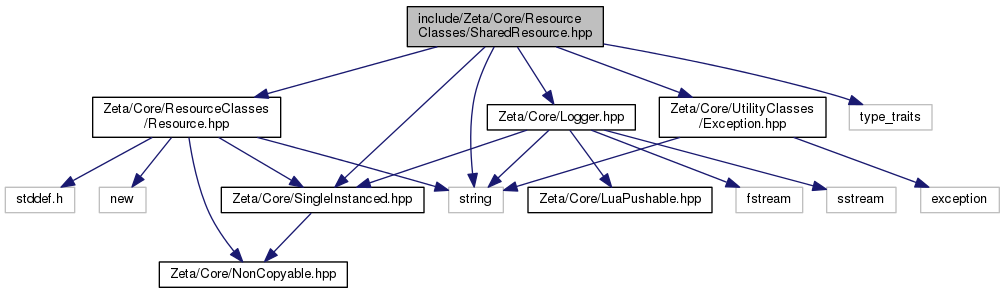 include/Zeta/Core/Resource
Classes/SharedResource.hpp
Zeta/Core/ResourceClasses
/Resource.hpp
Zeta/Core/Logger.hpp
Zeta/Core/UtilityClasses
/Exception.hpp
type_traits
stddef.h
new
Zeta/Core/SingleInstanced.hpp
string
Zeta/Core/LuaPushable.hpp
fstream
sstream
exception
Zeta/Core/NonCopyable.hpp